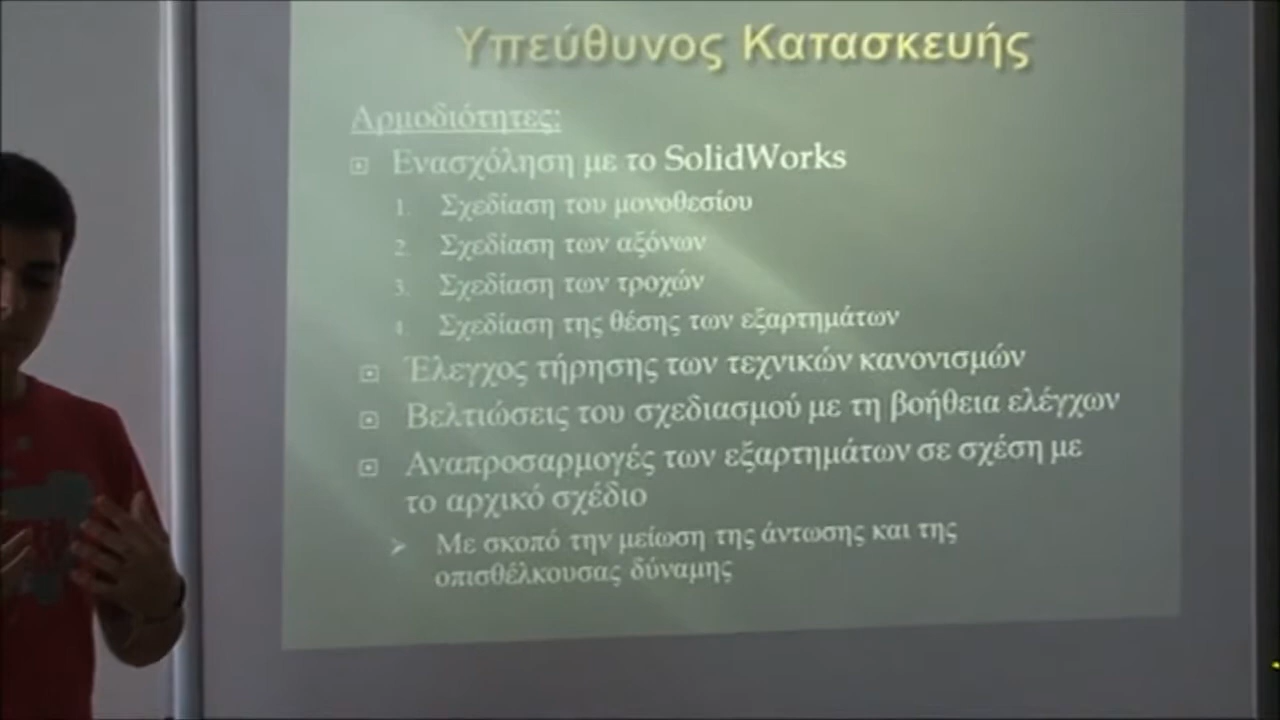 Υπεύθυνος Κατασκευής
Αρμοδιότητες:
Ενασχόληση με το SolidWorks
1. Σχεδίαση του μονοθεσίου
2. Σχεδίαση των αξόνων
3. Σχεδίαση των τροχών
4. Σχεδίαση της θέσης των εξαρτημάτων
Έλεγχος τήρησης των τεχνικών κανονισμών
Βελτιώσεις του σχεδιασμού με τη βοήθεια ελέγχων
Αναπροσαρμογές των εξαρτημάτων σε σχέση με
το αρχικό σχέδιο
Με σκοπό την μείωση της άντωσης και της
οπισθέλκουσας δύναμης